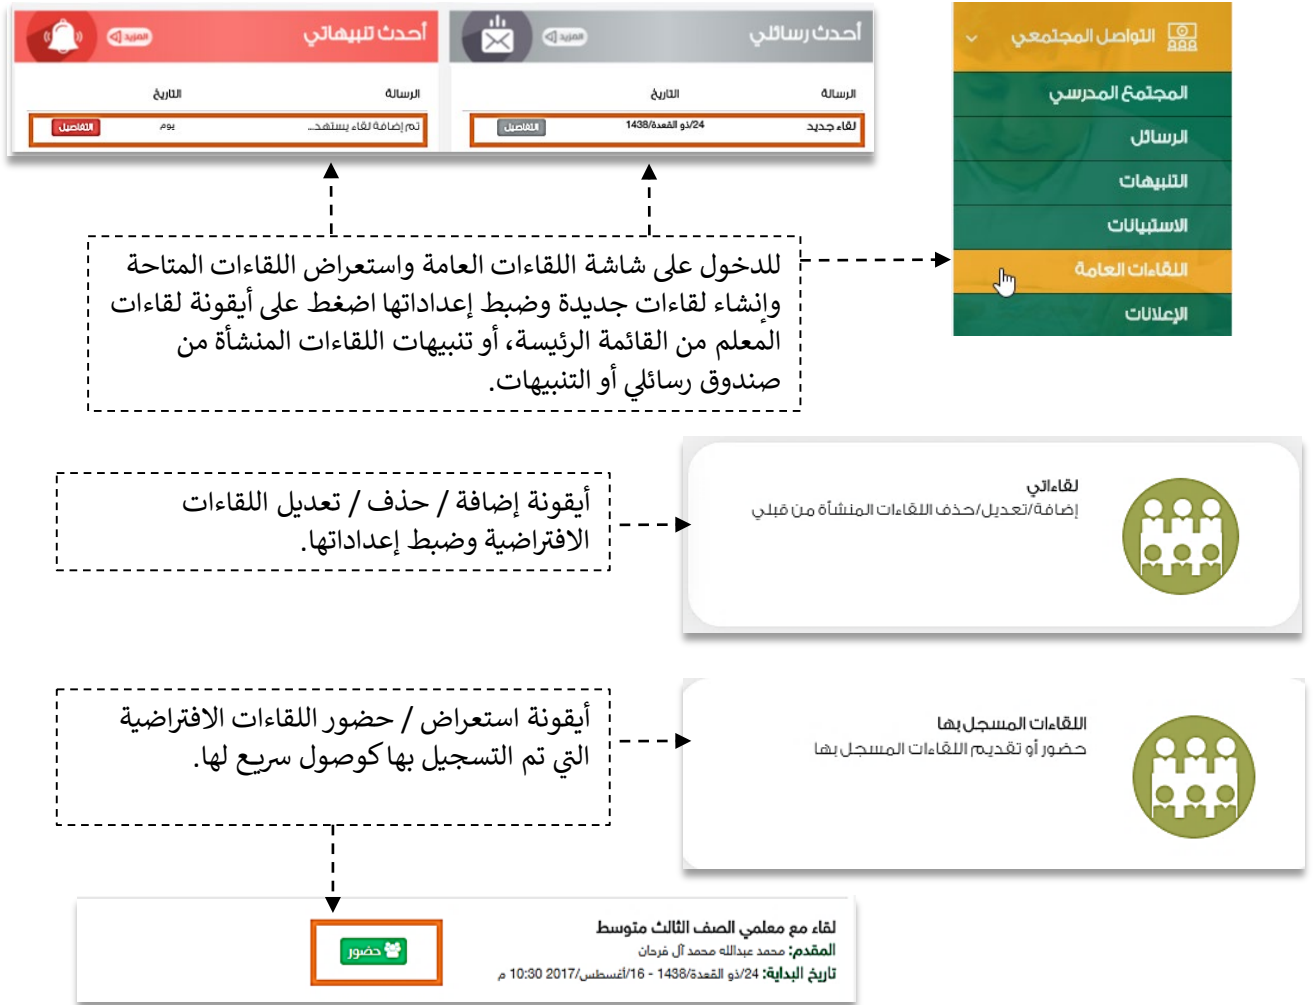 التواصل المجتمعي
المجتمع المدرسي
الرسائل
التنبيهات
الاستبيانات
اللقاءات العامة
الإعلانات
أحدث رسائلي
المزيد
الرسالة
التاريخ
لقاء جديد
24/ذو القعدة/1438
التفاصيل
أحدث تنبيهاتي
المزيد
الرسالة
التاريخ
تم إضافة لقاء يستهد...
يوم
التفاصيل
للدخول على شاشة اللقاءات العامة واستعراض اللقاءات المتاحة
وإنشاء لقاءات جديدة وضبط إعداداتها اضغط على أيقونة لقاءات
المعلم من القائمة الرئيسة، أو تنبيهات اللقاءات المنشأة من
صندوق رسائلي أو التنبيهات.
لقاءاتي
إضافة/تعديل/حذف اللقاءات المنشأة من قبلي
أيقونة إضافة / حذف / تعديل اللقاءات
الافتراضية وضبط إعداداتها.
اللقاءات المسجل بها
حضور أو تقديم اللقاءات المسجل بها
أيقونة استعراض / حضور اللقاءات الافتراضية
التي تم التسجيل بها كوصول سريع لها.
لقاء مع معلمي الصف الثالث متوسط
المقدم: محمد عبدالله محمد آل فرحان
تاريخ البداية: 24/ذو القعدة/1438 - 16/أغسطس/2017 10:30 م
حضور